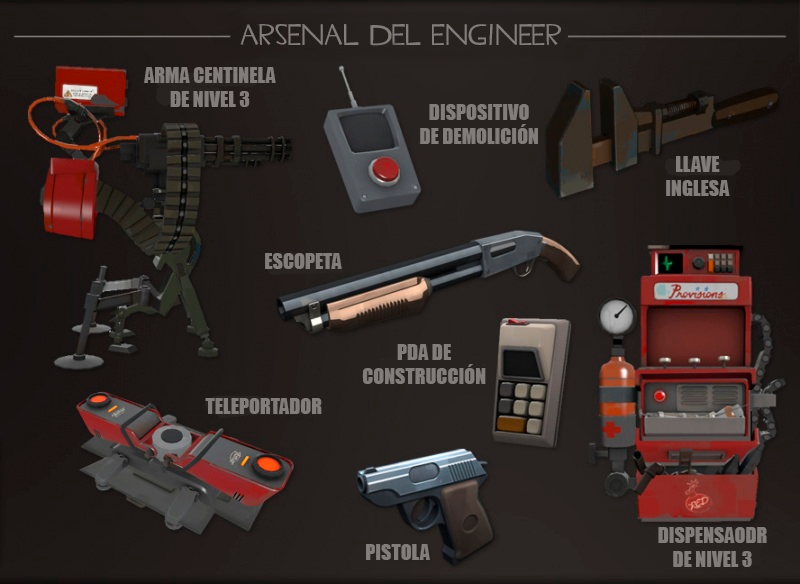 ARSENAL DEL ENGINEER
ARMA CENTINELA
DE NIVEL 3
DISPOSITIVO
DE DEMOLICIÓN
LLAVE
INGLESA
ESCOPETA
Provisions
PDA DE
CONSTRUCCIÓN
TELEPORTADOR
PISTOLA
RED
DISPENSAODR
DE NIVEL 3